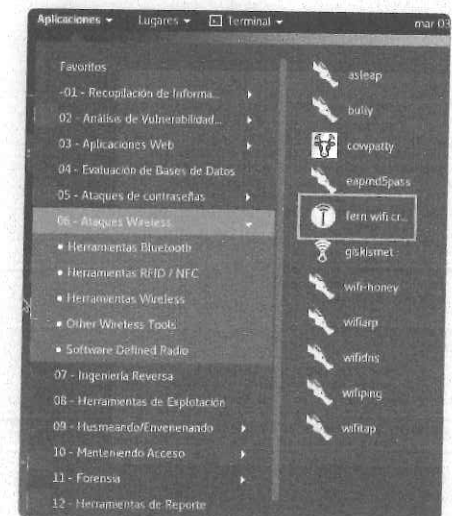 Aplicaciones Lugares Terminal mar 03
Favoritos
-01 - Recopilación de Informa...
02 - Análisis de Vulnerabilidad...
03 - Aplicaciones Web
04 - Evaluación de Bases de Datos
05 - Ataques de contraseñas
06 - Ataques Wireless
• Herramientas Bluetooth
• Herramientas RFID / NFC
• Herramientas Wireless
• Other Wireless Tools
• Software Defined Radio
07 - Ingeniería Reversa
08 - Herramientas de Explotación
09 - Husmeando/Envenenando
10 - Manteniendo Acceso
11 - Forensia
12 - Herramientas de Reporte
asleap
bully
cowpatty
eapmd5pass
fern wifi cr...
giskismet
wifi-honey
wifiarp
wifidns
wifiping
wifitap